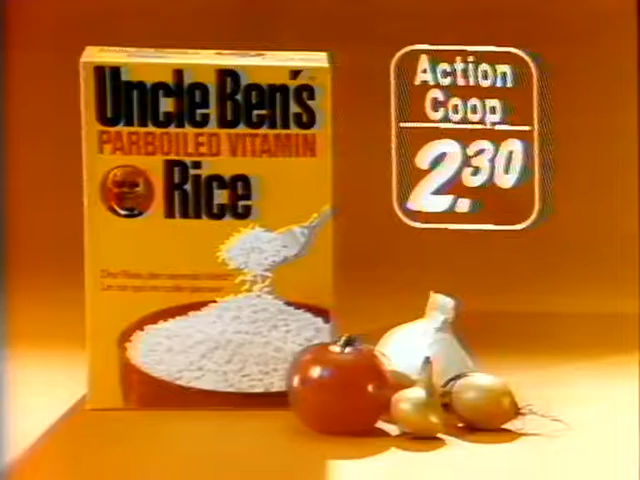 Uncle Ben's
PARBOILED VITAMIN
Rice
Action
Coop
2.30